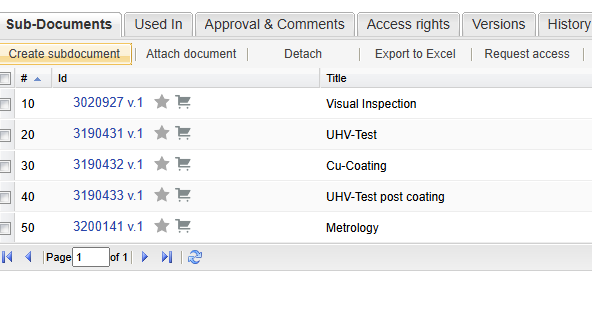 Sub-Documents Used In Approval & Comments Access rights Versions History
Create subdocument Attach document Detach Export to Excel Request access
# Id Title
10 3020927 v.1 Visual Inspection
20 3190431 v.1 UHV-Test
30 3190432 v.1 Cu-Coating
40 3190433 v.1 UHV-Test post coating
50 3200141 v.1 Metrology
Page 1 of 1